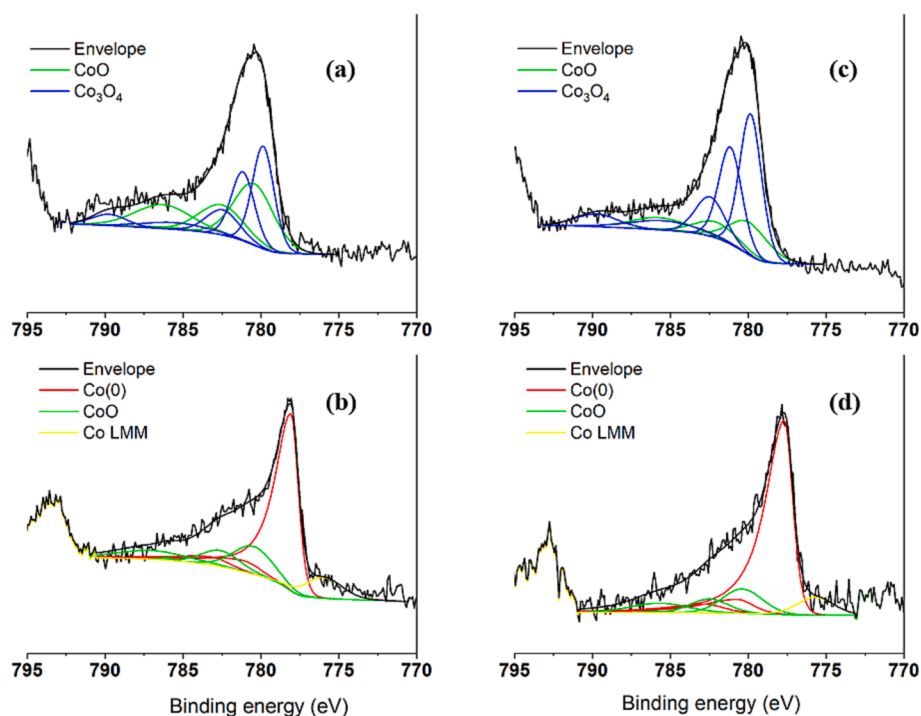 Envelope
CoO
Co₃O₄
(a)
795 790 785 780 775 770
Envelope
CoO
Co₃O₄
(c)
795 790 785 780 775 770
Envelope
Co(0)
CoO
Co LMM
(b)
795 790 785 780 775 770
Binding energy (eV)
Envelope
Co(0)
CoO
Co LMM
(d)
795 790 785 780 775 770
Binding energy (eV)